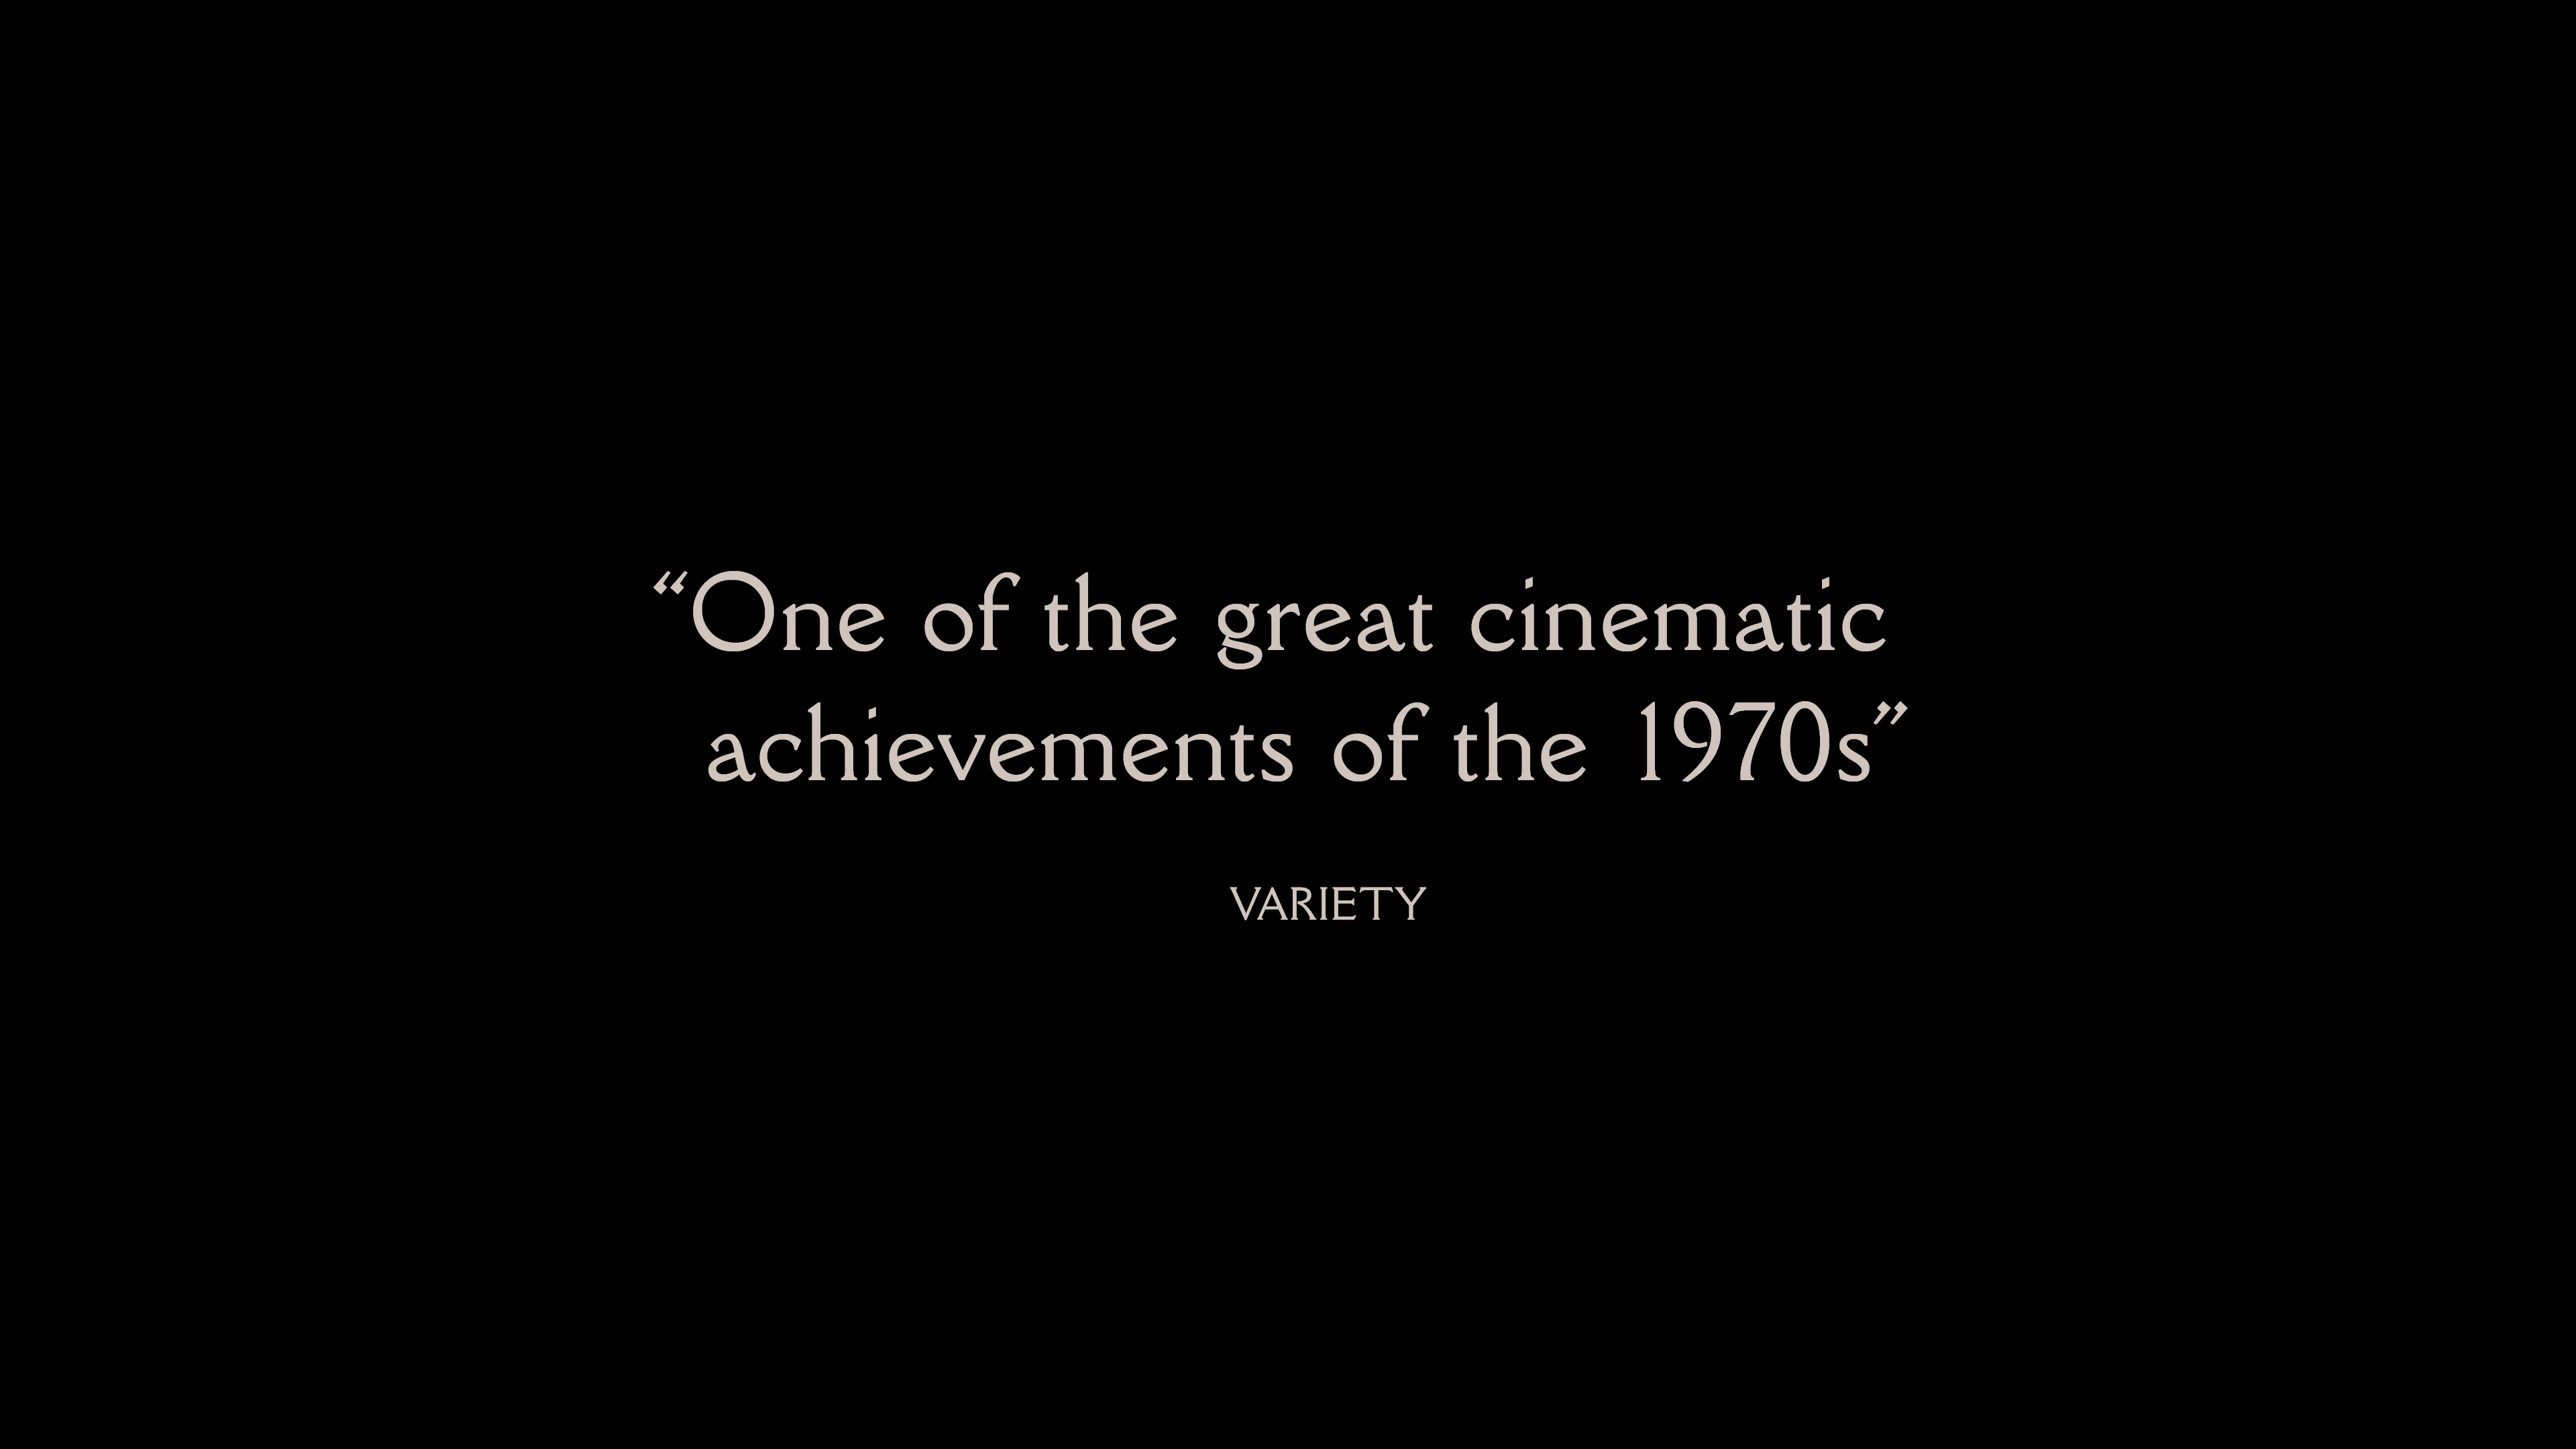 “One of the great cinematic
achievements of the 1970s”
VARIETY